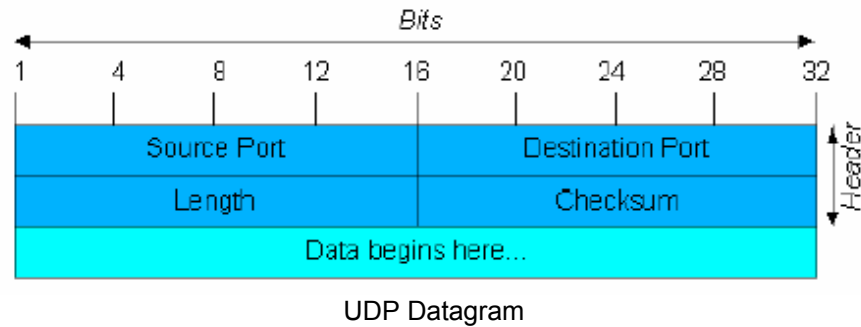 Bits
1 4 8 12 16 20 24 28 32
Source Port Destination Port
Header
Length Checksum
Data begins here...
UDP Datagram